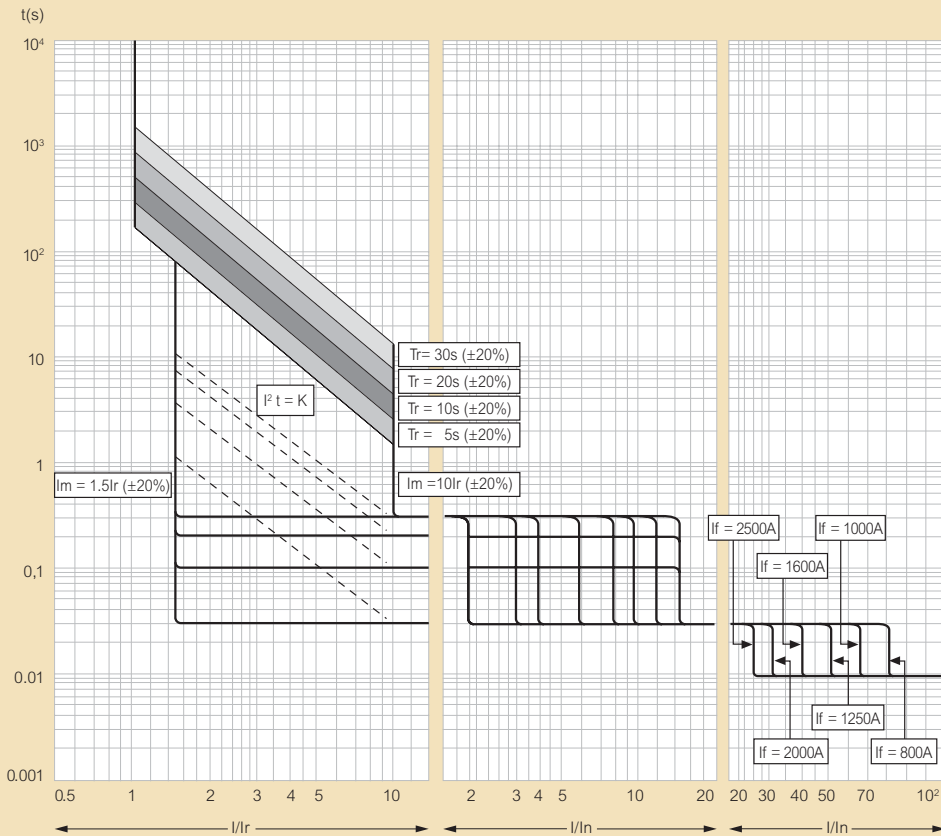 t(s)
10⁴
10³
10²
10
1
0,1
0.01
0.001
Tr= 30s (±20%)
Tr = 20s (±20%)
Tr = 10s (±20%)
Tr = 5s (±20%)
I² t = K
Im = 1.5Ir (±20%)
Im =10Ir (±20%)
If = 2500A
If = 1000A
If = 1600A
If = 1250A
If = 2000A
If = 800A
0.5 1 2 3 4 5 10
2 3 4 5 10 20
20 30 40 50 70 10²
I/Ir
I/In
I/In